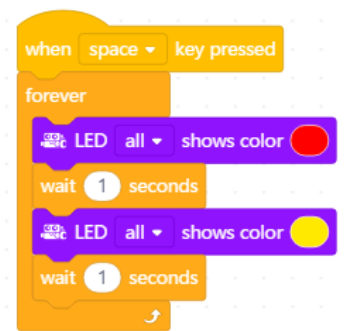 when space key pressed
forever
LED all shows color
wait 1 seconds
LED all shows color
wait 1 seconds